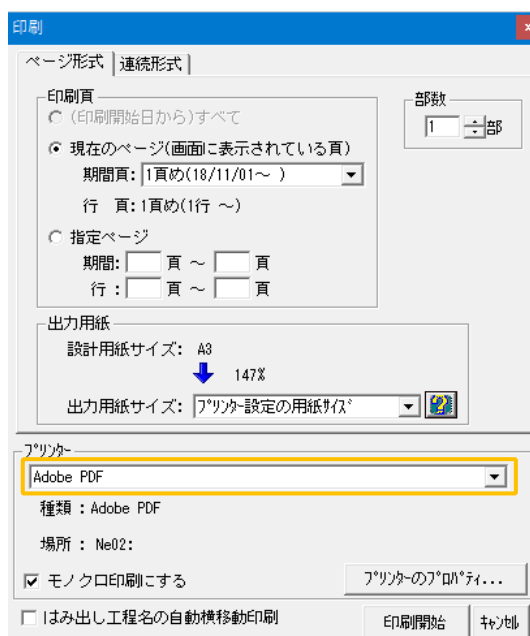 印刷
ページ形式 連続形式
印刷頁
(印刷開始日から)すべて
現在のページ(画面に表示されている頁)
期間頁: 1頁め(18/11/01～ )
行 頁: 1頁め(1行 ～)
指定ページ
期間: 頁 ～ 頁
行 : 頁 ～ 頁
部数
1 部
出力用紙
設計用紙サイズ: A3
147%
出力用紙サイズ: ﾌﾟﾘﾝﾀｰ設定の用紙ｻｲｽﾞ
ﾌﾟﾘﾝﾀｰ
Adobe PDF
種類 : Adobe PDF
場所 : Ne02:
モノクロ印刷にする
ﾌﾟﾘﾝﾀｰのﾌﾟﾛﾊﾟﾃｨ...
はみ出し工程名の自動横移動印刷
印刷開始 ｷｬﾝｾﾙ